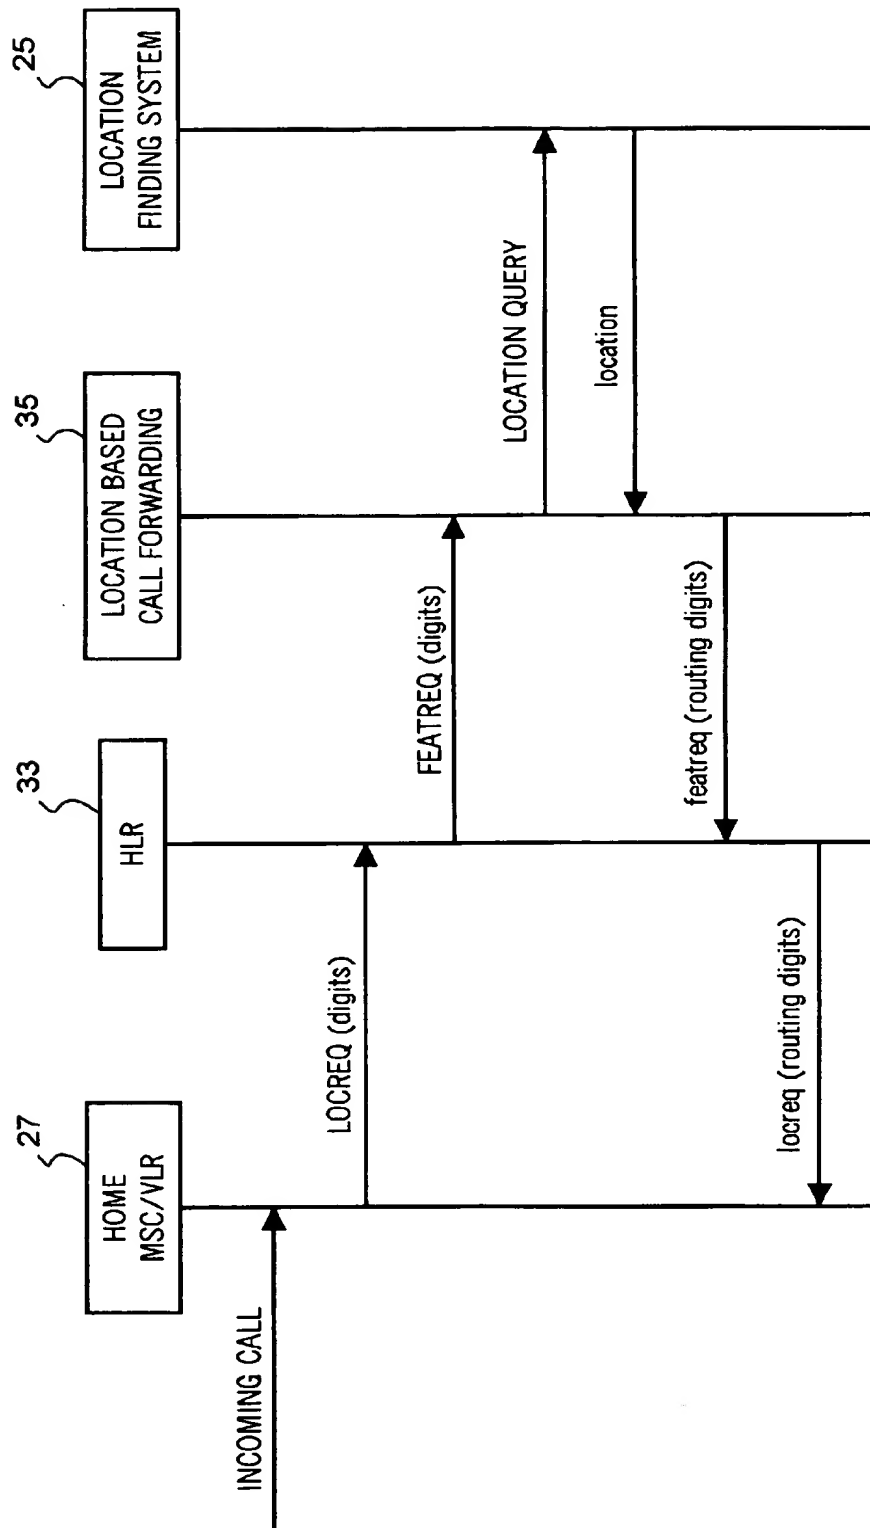 27
HOME
MSC/VLR
33
HLR
35
LOCATION BASED
CALL FORWARDING
25
LOCATION
FINDING SYSTEM
INCOMING CALL
LOCREQ (digits)
FEATREQ (digits)
LOCATION QUERY
location
featreq (routing digits)
locreq (routing digits)